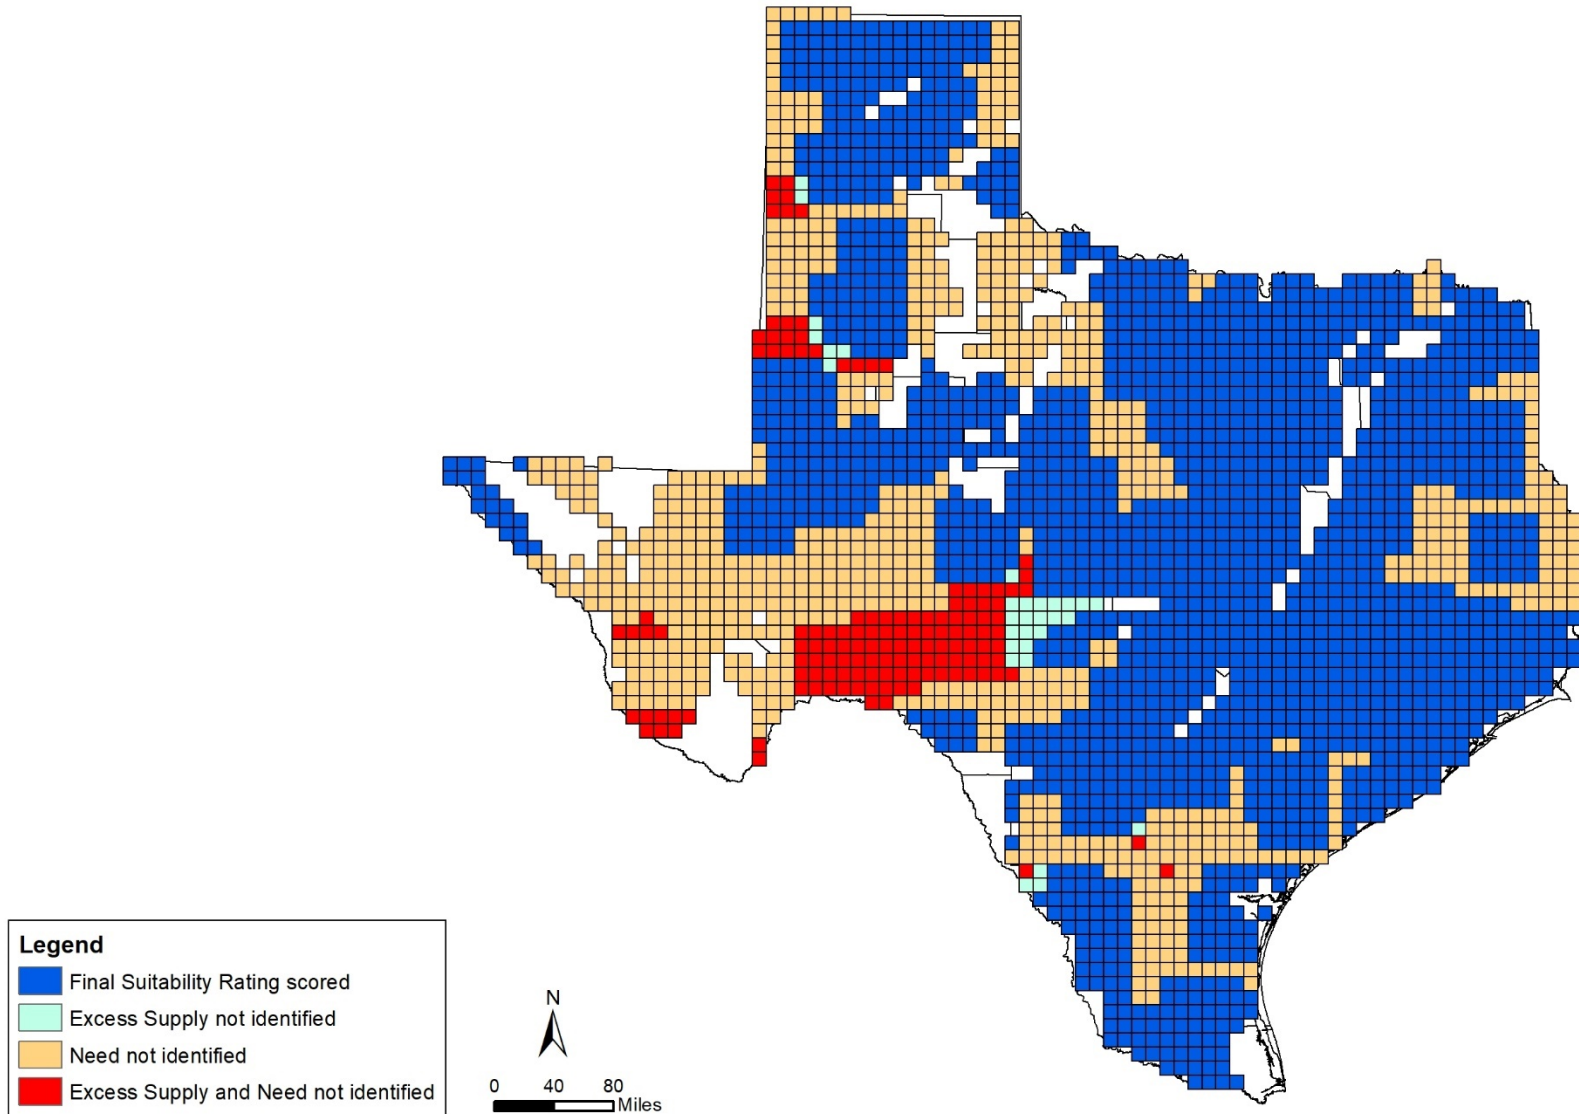 Legend
Final Suitability Rating scored
Excess Supply not identified
Need not identified
Excess Supply and Need not identified
N
0 40 80
Miles